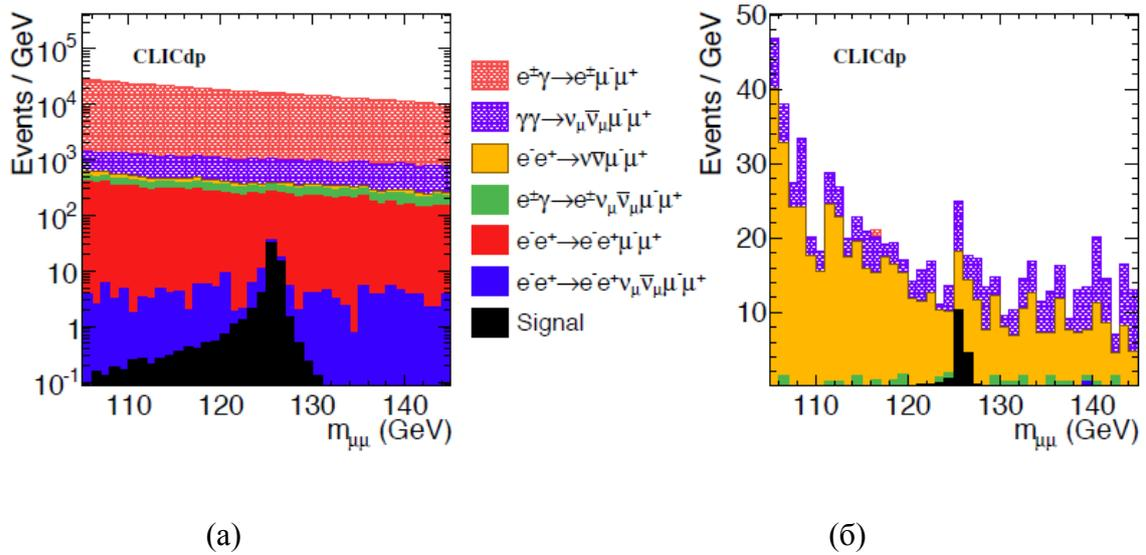 Events / GeV
10⁵
10⁴
10³
10²
10
1
10⁻¹
CLICdp
110 120 130 140
m_μμ (GeV)
e±γ→e±μ⁻μ⁺
γγ→ν_μν̅_μμ⁻μ⁺
e⁻e⁺→νν̅μ⁻μ⁺
e±γ→e±ν_μν̅_μμ⁻μ⁺
e⁻e⁺→e⁻e⁺μ⁻μ⁺
e⁻e⁺→e⁻e⁺ν_μν̅_μμ⁻μ⁺
Signal
Events / GeV
50
40
30
20
10
CLICdp
110 120 130 140
m_μμ (GeV)
(а)
(б)